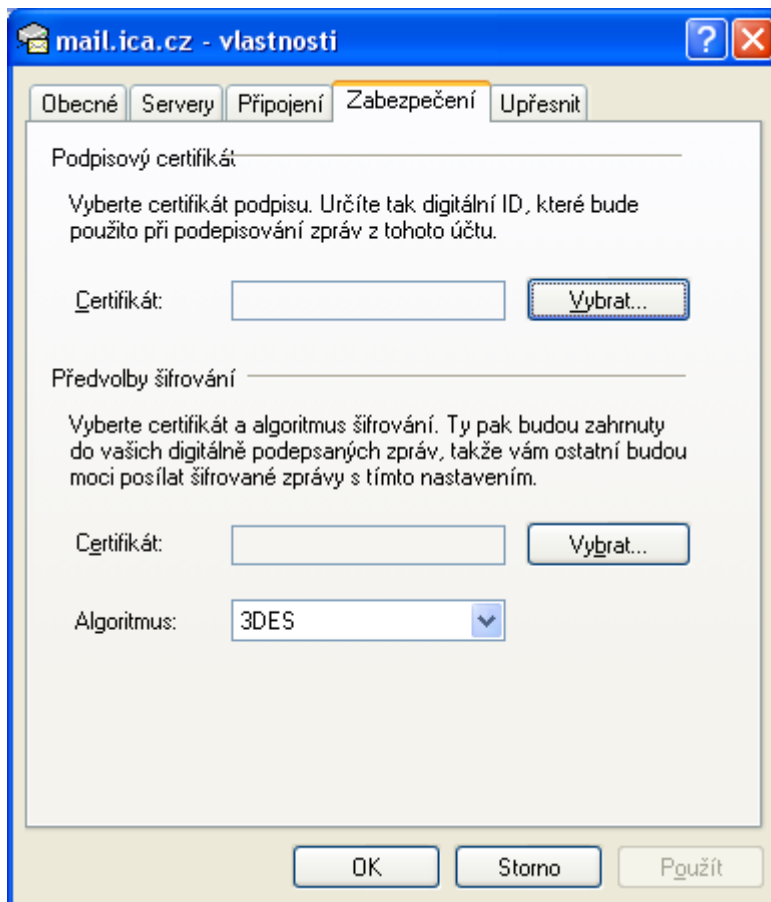 mail.ica.cz - vlastnosti
Obecné Servery Připojení Zabezpečení Upřesnit
Podpisový certifikát
Vyberte certifikát podpisu. Určíte tak digitální ID, které bude
použito při podepisování zpráv z tohoto účtu.
Certifikát: Vybrat...
Předvolby šifrování
Vyberte certifikát a algoritmus šifrování. Ty pak budou zahrnuty
do vašich digitálně podepsaných zpráv, takže vám ostatní budou
moci posílat šifrované zprávy s tímto nastavením.
Certifikát: Vybrat...
Algoritmus: 3DES
OK Storno Použít